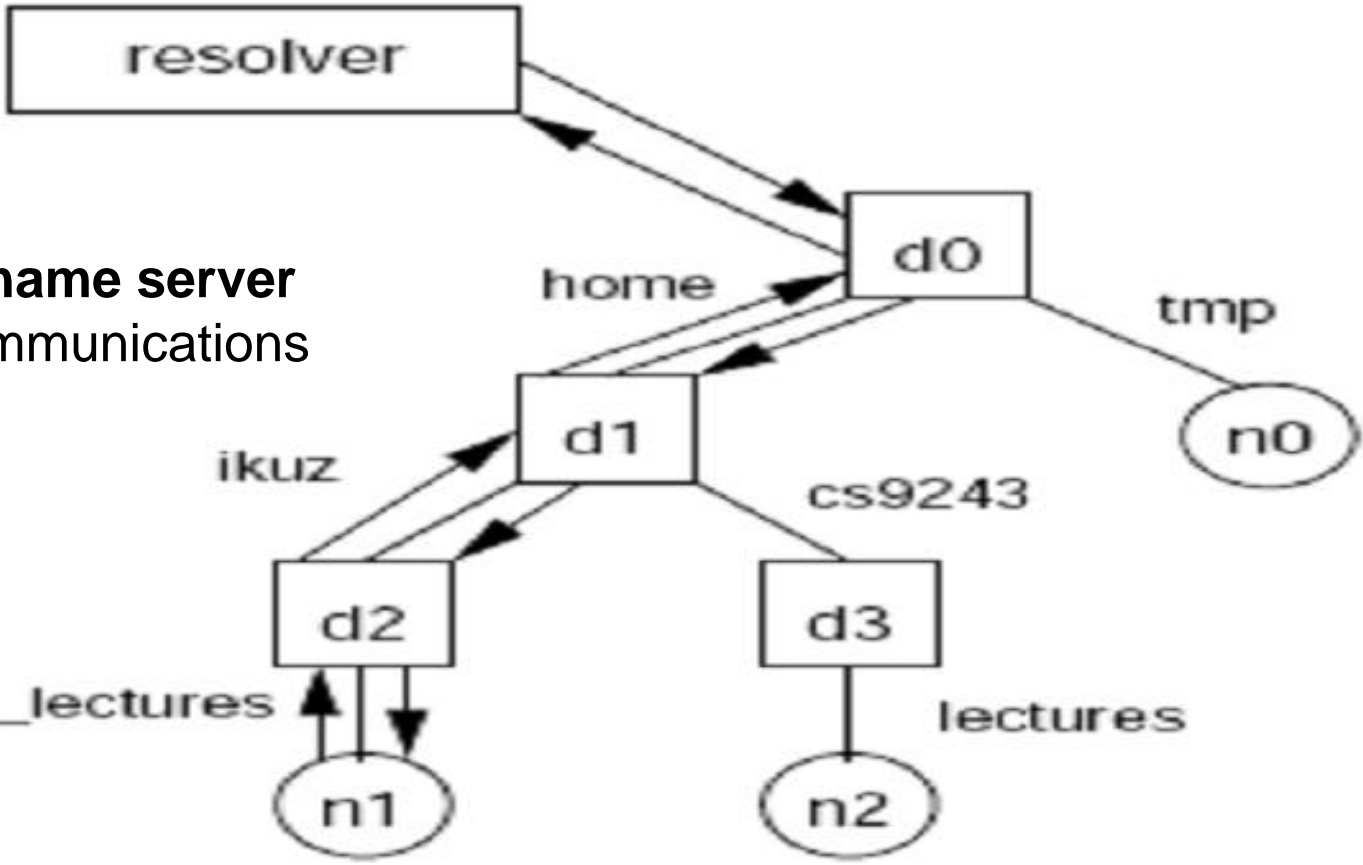 resolver
d0
name server
home
tmp
mmunications
d1
n0
ikuz
cs9243
d2
d3
_lectures
lectures
n1
n2